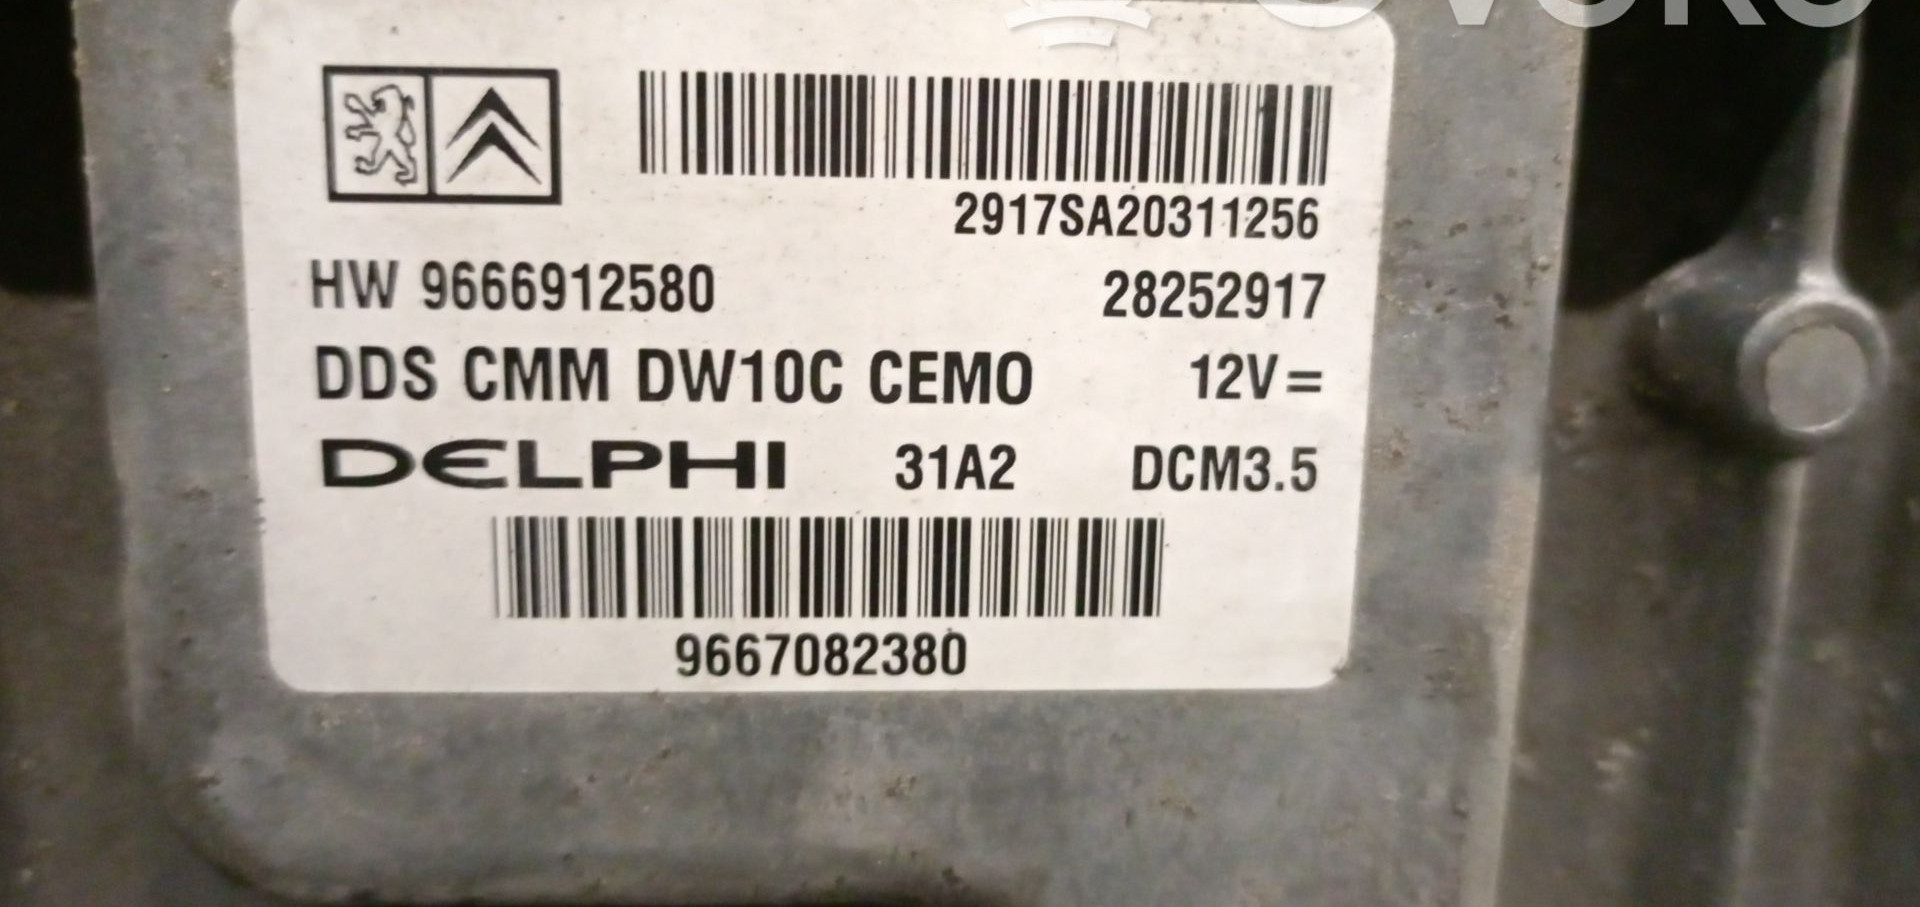 2917SA20311256
HW 9666912580 28252917
DDS CMM DW10C CEMO 12V=
DELPHI 31A2 DCM3.5
9667082380